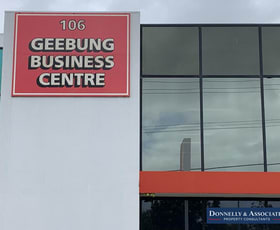 106
GEEBUNG
BUSINESS
CENTRE
DONNELLY & ASSOCIATES
PROPERTY CONSULTANTS